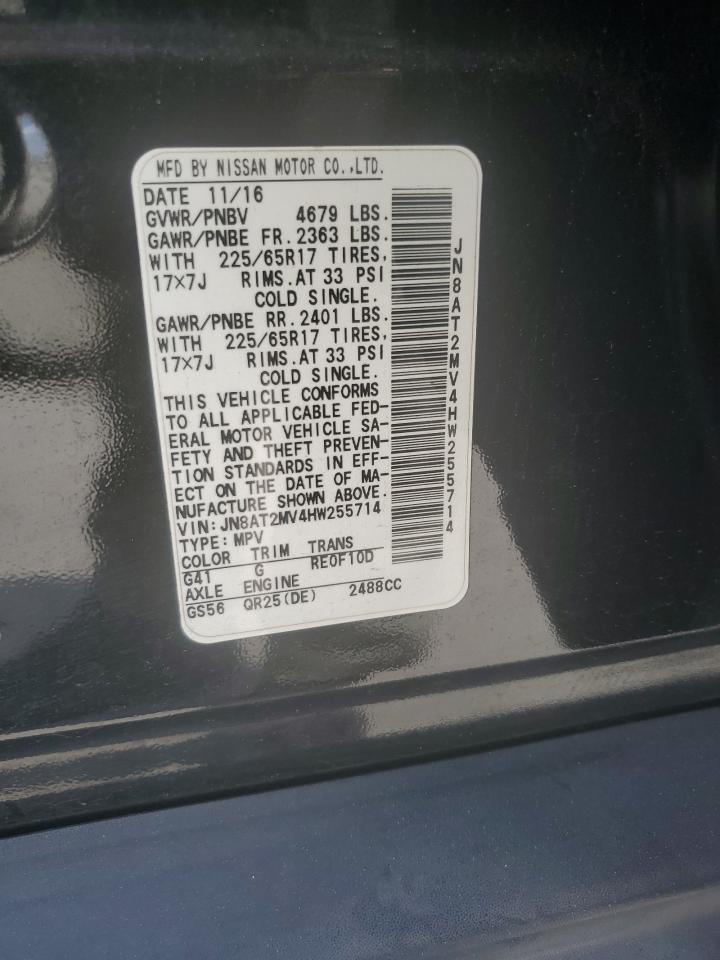 MFD BY NISSAN MOTOR CO.,LTD.
DATE 11/16
GVWR/PNBV 4679 LBS.
GAWR/PNBE FR. 2363 LBS.
WITH 225/65R17 TIRES,
17×7J RIMS.AT 33 PSI
COLD SINGLE.
GAWR/PNBE RR. 2401 LBS.
WITH 225/65R17 TIRES,
17×7J RIMS.AT 33 PSI
COLD SINGLE.
THIS VEHICLE CONFORMS
TO ALL APPLICABLE FED-
ERAL MOTOR VEHICLE SA-
FETY AND THEFT PREVEN-
TION STANDARDS IN EFF-
ECT ON THE DATE OF MA-
NUFACTURE SHOWN ABOVE.
VIN: JN8AT2MV4HW255714
TYPE: MPV
COLOR TRIM TRANS
G41 G RE0F10D
AXLE ENGINE
GS56 QR25(DE) 2488CC
JN8AT2MV4HW255714